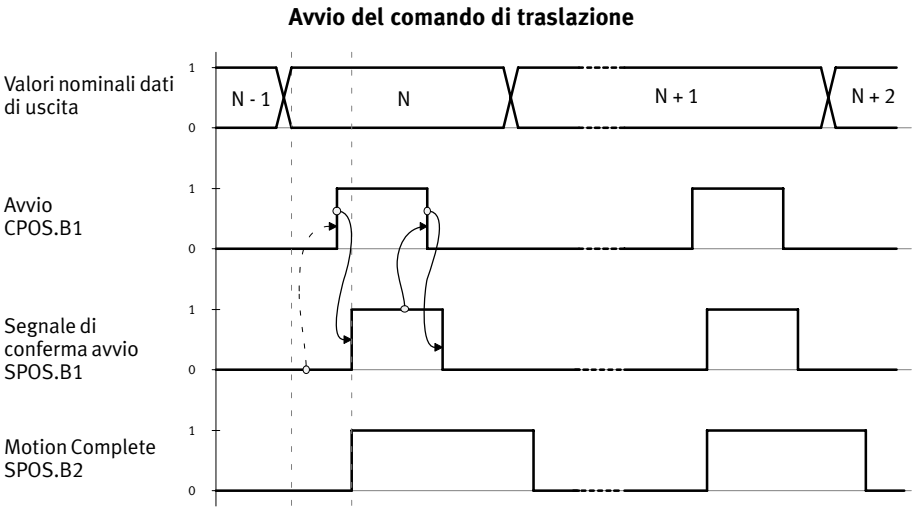 Avvio del comando di traslazione
Valori nominali dati
di uscita
1
0
N - 1
N
N + 1
N + 2
Avvio
CPOS.B1
1
0
Segnale di
conferma avvio
SPOS.B1
1
0
Motion Complete
SPOS.B2
1
0